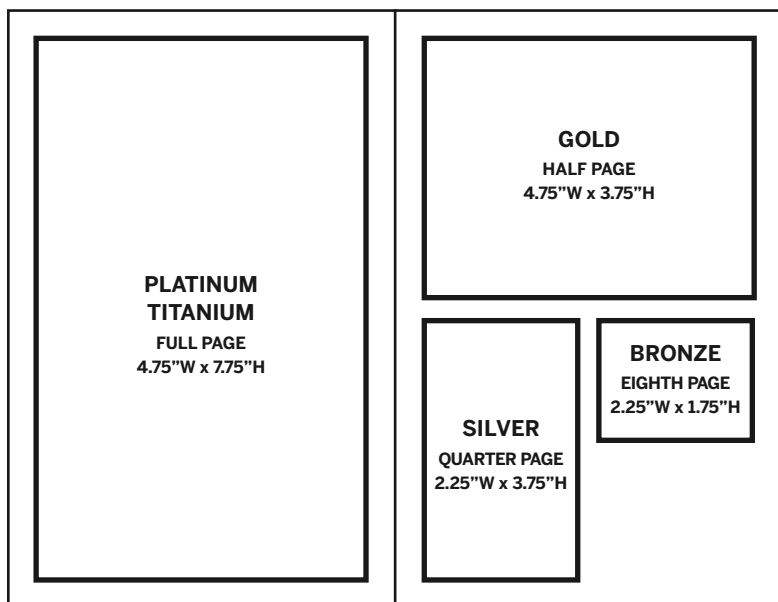 PLATINUM
TITANIUM
FULL PAGE
4.75”W x 7.75”H
GOLD
HALF PAGE
4.75”W x 3.75”H
SILVER
QUARTER PAGE
2.25”W x 3.75”H
BRONZE
EIGHTH PAGE
2.25”W x 1.75”H